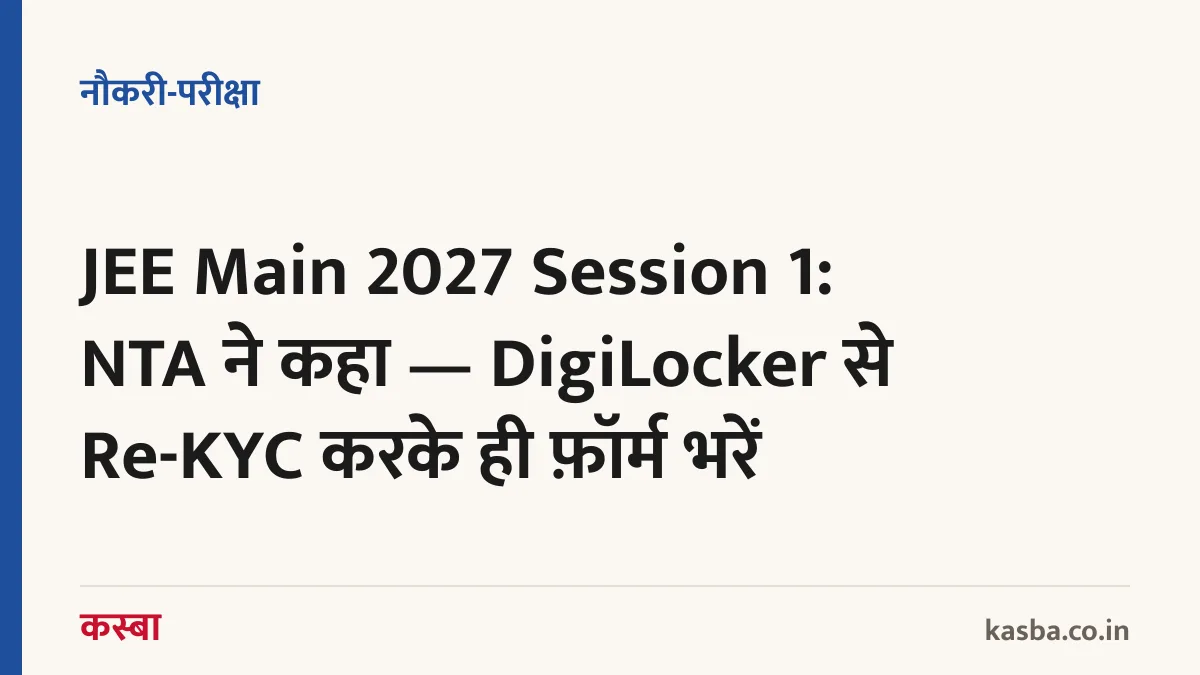 नौकरी-परीक्षा
JEE Main 2027 Session 1:
NTA ने कहा — DigiLocker से
Re-KYC करके ही फ़ॉर्म भरें
कस्बा
kasba.co.in